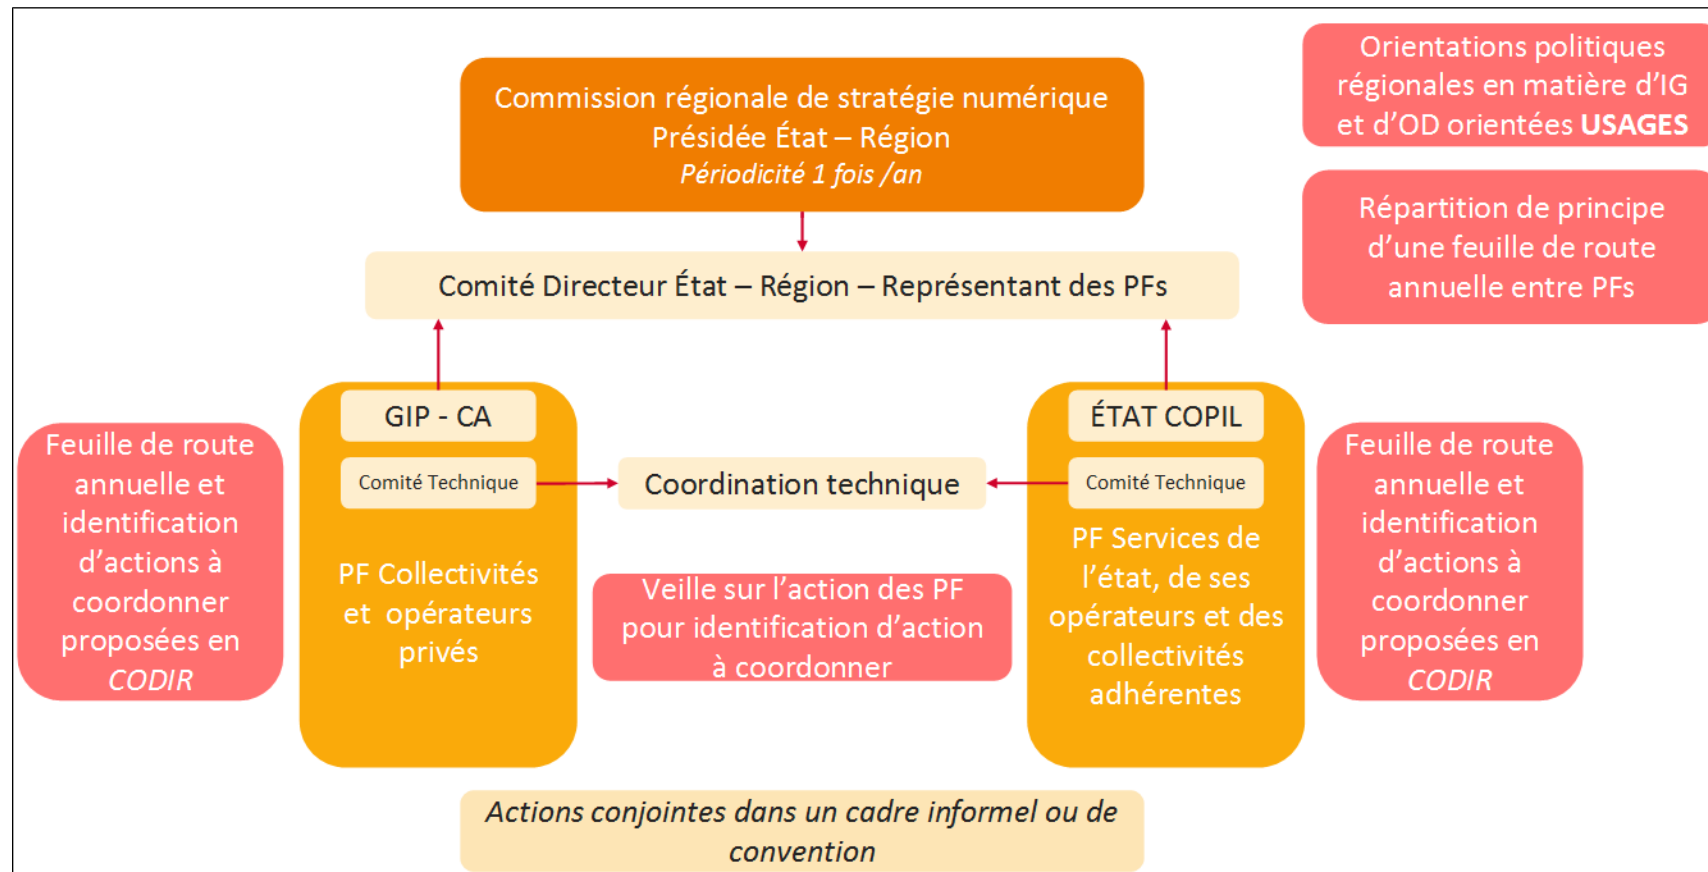 Commission régionale de stratégie numérique
Présidée État – Région
Périodicité 1 fois /an
Orientations politiques
régionales en matière d’IG
et d’OD orientées USAGES
Répartition de principe
d’une feuille de route
annuelle entre PFs
Comité Directeur État – Région – Représentant des PFs
Feuille de route
annuelle et
identification
d’actions à
coordonner
proposées en
CODIR
GIP - CA
Comité Technique
PF Collectivités
et opérateurs
privés
Coordination technique
Veille sur l’action des PF
pour identification d’action
à coordonner
ÉTAT COPIL
Comité Technique
PF Services de
l’état, de ses
opérateurs et des
collectivités
adhérentes
Feuille de route
annuelle et
identification
d’actions à
coordonner
proposées en
CODIR
Actions conjointes dans un cadre informel ou de
convention